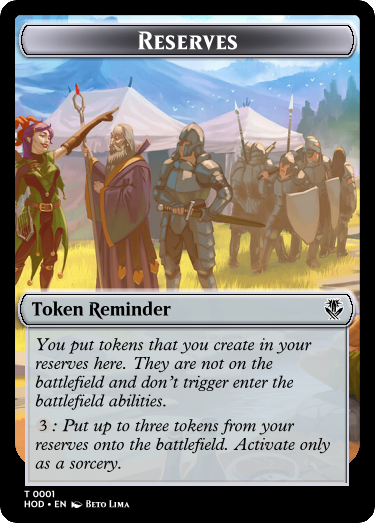 Reserves
Token Reminder
You put tokens that you create in your
reserves here. They are not on the
battlefield and don't trigger enter the
battlefield abilities.
3 : Put up to three tokens from your
reserves onto the battlefield. Activate only
as a sorcery.
T 0001
HOD • EN Beto Lima